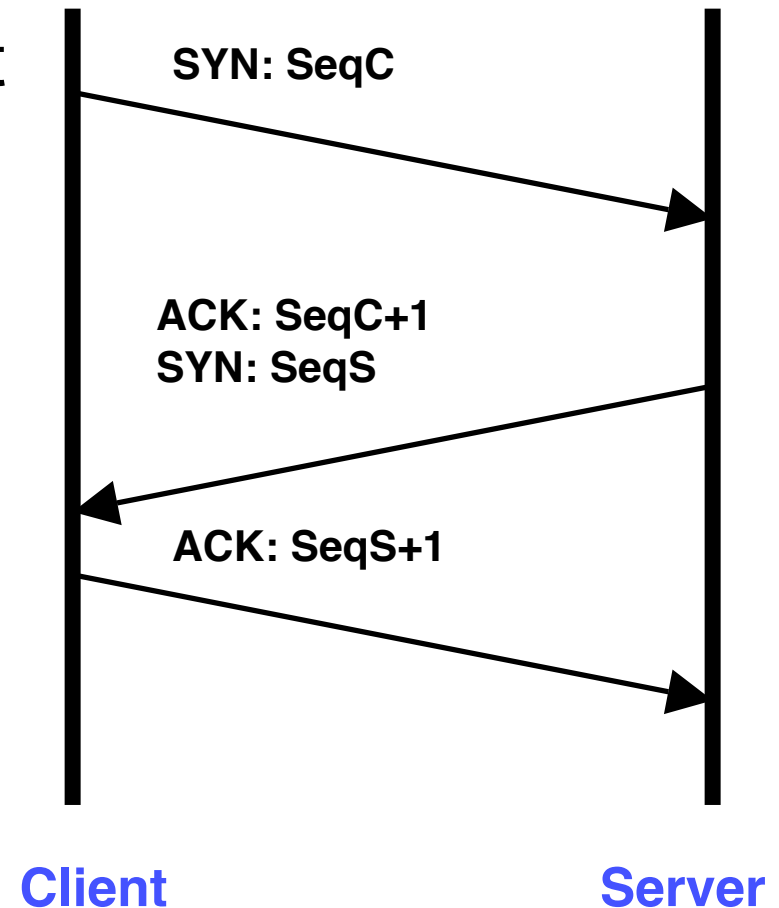 SYN: SeqC
ACK: SeqC+1
SYN: SeqS
ACK: SeqS+1
Client
Server